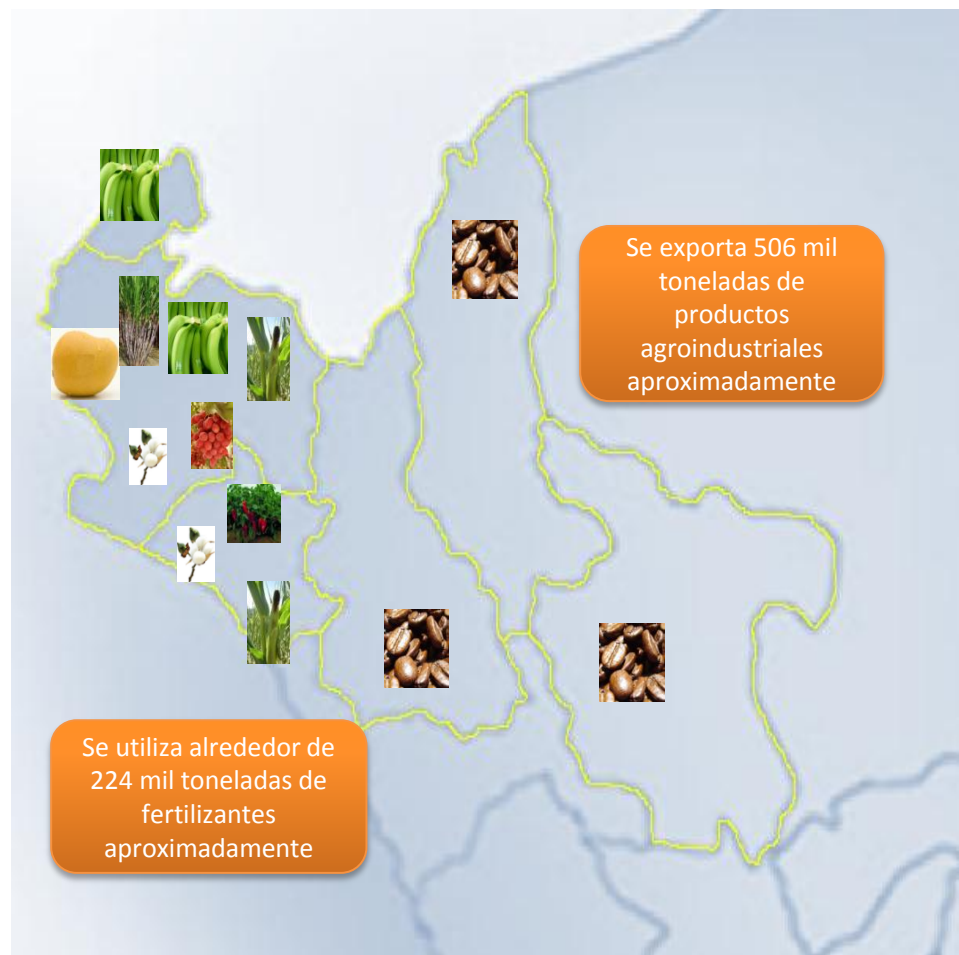 Se exporta 506 mil
toneladas de
productos
agroindustriales
aproximadamente
Se utiliza alrededor de
224 mil toneladas de
fertilizantes
aproximadamente